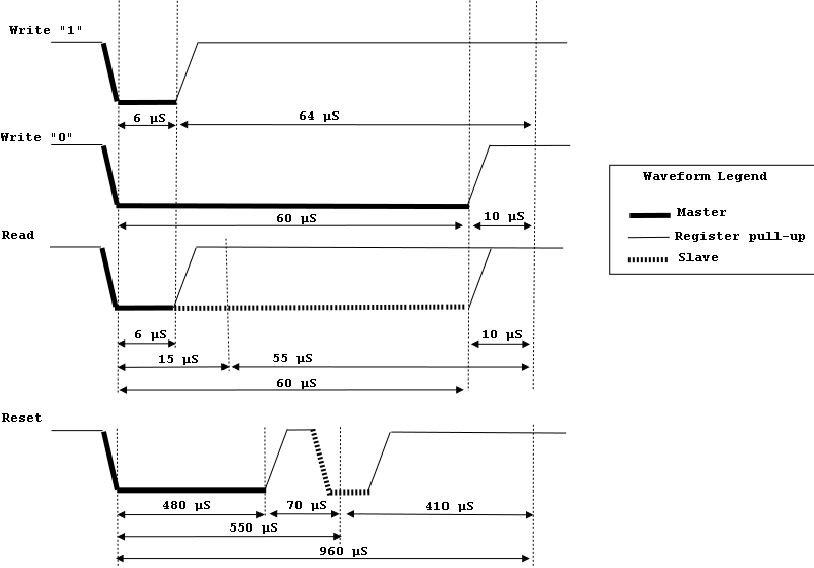 Write "1"
6 µS
64 µS
Write "0"
60 µS
10 µS
Waveform Legend
Master
Register pull-up
Slave
Read
6 µS
10 µS
15 µS
55 µS
60 µS
Reset
480 µS
70 µS
410 µS
550 µS
960 µS